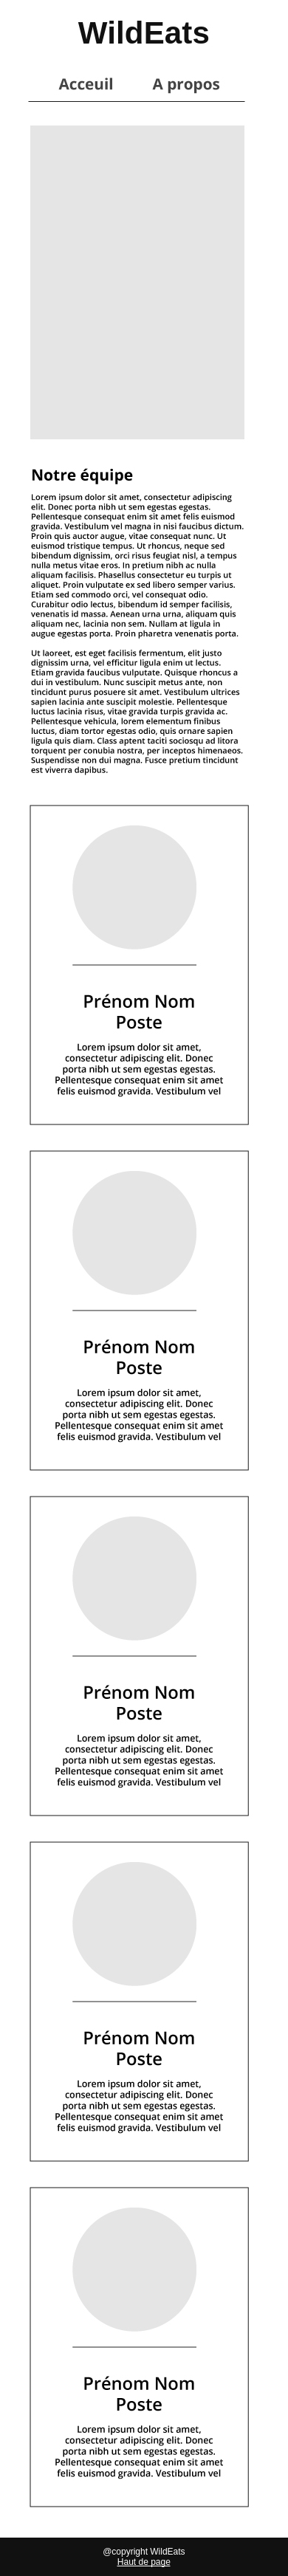 WildEats
Acceuil A propos
Notre équipe
Lorem ipsum dolor sit amet, consectetur adipiscing
elit. Donec porta nibh ut sem egestas egestas.
Pellentesque consequat enim sit amet felis euismod
gravida. Vestibulum vel magna in nisi faucibus dictum.
Proin quis auctor augue, vitae consequat nunc. Ut
euismod tristique tempus. Ut rhoncus, neque sed
bibendum dignissim, orci risus feugiat nisl, a tempus
nulla metus vitae eros. In pretium nibh ac nulla
aliquam facilisis. Phasellus consectetur eu turpis ut
aliquet. Proin vulputate ex sed libero semper varius.
Etiam sed commodo orci, vel consequat odio.
Curabitur odio lectus, bibendum id semper facilisis,
venenatis id massa. Aenean urna urna, aliquam quis
aliquam nec, lacinia non sem. Nullam at ligula in
augue egestas porta. Proin pharetra venenatis porta.
Ut laoreet, est eget facilisis fermentum, elit justo
dignissim urna, vel efficitur ligula enim ut lectus.
Etiam gravida faucibus vulputate. Quisque rhoncus a
dui in vestibulum. Nunc suscipit metus ante, non
tincidunt purus posuere sit amet. Vestibulum ultrices
sapien lacinia ante suscipit molestie. Pellentesque
luctus lacinia risus, vitae gravida turpis gravida ac.
Pellentesque vehicula, lorem elementum finibus
luctus, diam tortor egestas odio, quis ornare sapien
ligula quis diam. Class aptent taciti sociosqu ad litora
torquent per conubia nostra, per inceptos himenaeos.
Suspendisse non dui magna. Fusce pretium tincidunt
est viverra dapibus.
Prénom Nom
Poste
Lorem ipsum dolor sit amet,
consectetur adipiscing elit. Donec
porta nibh ut sem egestas egestas.
Pellentesque consequat enim sit amet
felis euismod gravida. Vestibulum vel
Prénom Nom
Poste
Lorem ipsum dolor sit amet,
consectetur adipiscing elit. Donec
porta nibh ut sem egestas egestas.
Pellentesque consequat enim sit amet
felis euismod gravida. Vestibulum vel
Prénom Nom
Poste
Lorem ipsum dolor sit amet,
consectetur adipiscing elit. Donec
porta nibh ut sem egestas egestas.
Pellentesque consequat enim sit amet
felis euismod gravida. Vestibulum vel
Prénom Nom
Poste
Lorem ipsum dolor sit amet,
consectetur adipiscing elit. Donec
porta nibh ut sem egestas egestas.
Pellentesque consequat enim sit amet
felis euismod gravida. Vestibulum vel
Prénom Nom
Poste
Lorem ipsum dolor sit amet,
consectetur adipiscing elit. Donec
porta nibh ut sem egestas egestas.
Pellentesque consequat enim sit amet
felis euismod gravida. Vestibulum vel
@copyright WildEats
Haut de page